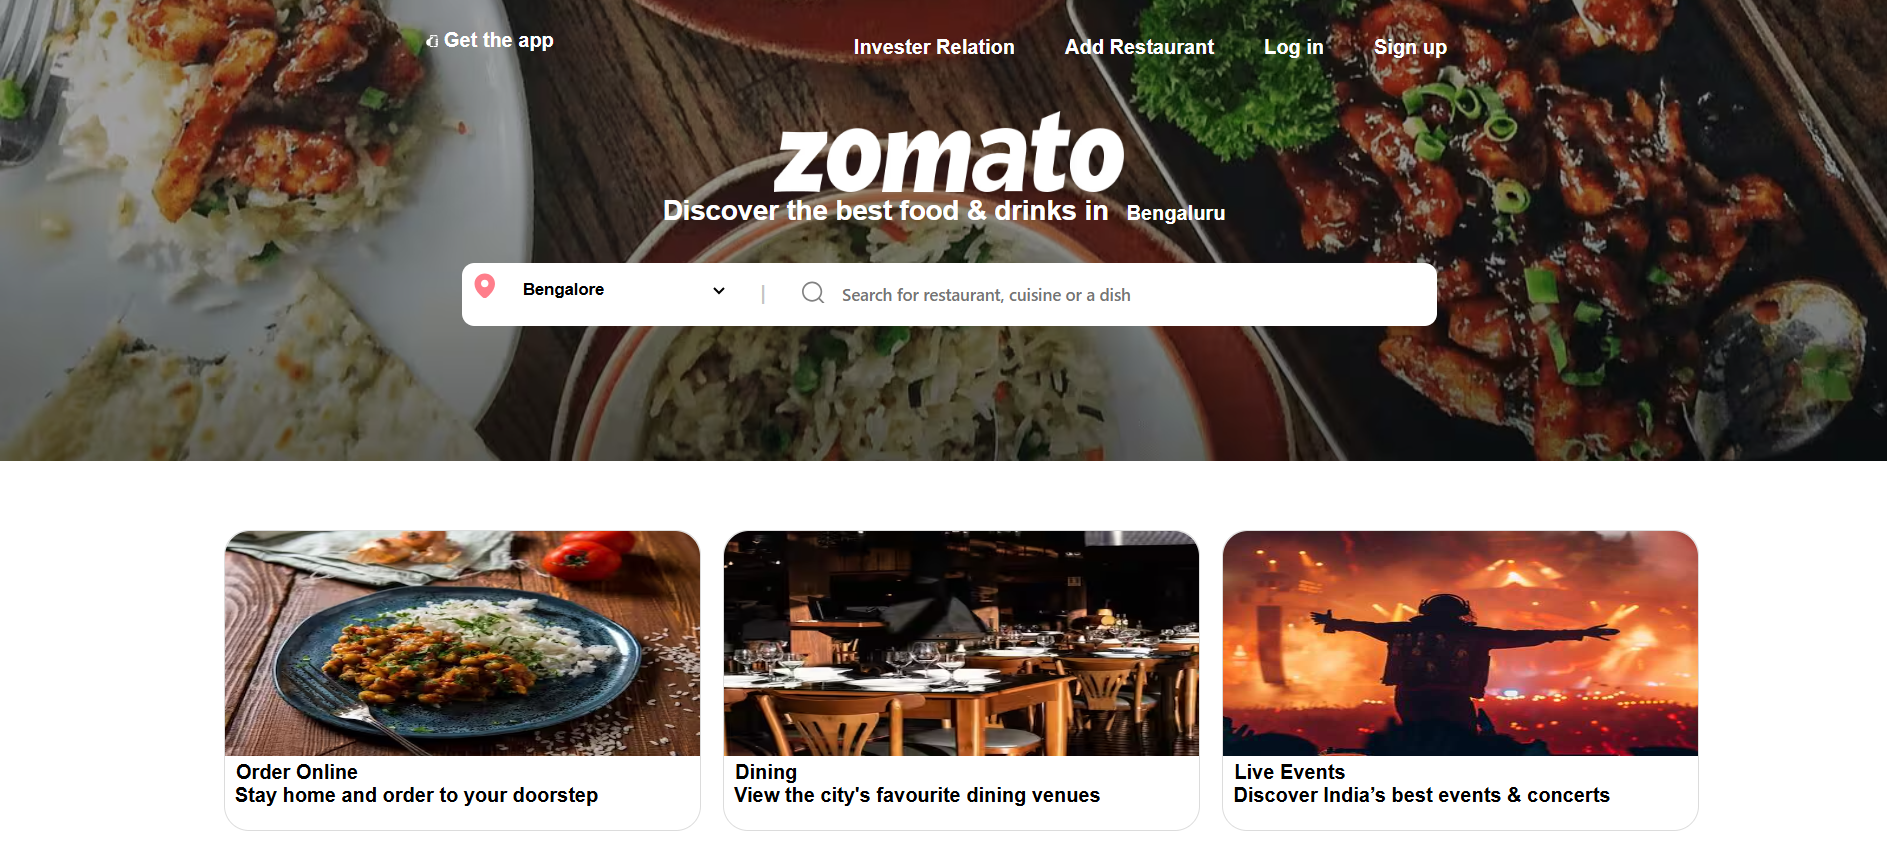 Get the app
Invester Relation
Add Restaurant
Log in
Sign up
zomato
Discover the best food & drinks in Bengaluru
Bengalore
|
Search for restaurant, cuisine or a dish
Order Online
Stay home and order to your doorstep
Dining
View the city's favourite dining venues
Live Events
Discover India’s best events & concerts